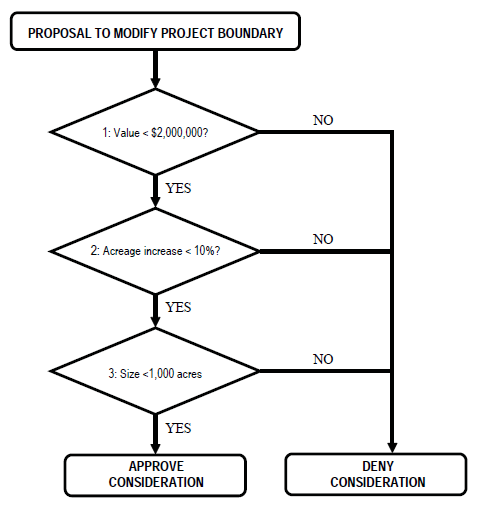 PROPOSAL TO MODIFY PROJECT BOUNDARY
1: Value < $2,000,000?
NO
YES
2: Acreage increase < 10%?
NO
YES
3: Size <1,000 acres
NO
YES
APPROVE
CONSIDERATION
DENY
CONSIDERATION